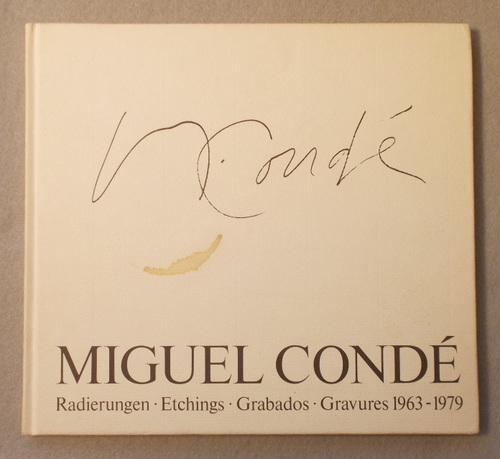 M. Condé
MIGUEL CONDÉ
Radierungen · Etchings · Grabados · Gravures 1963-1979